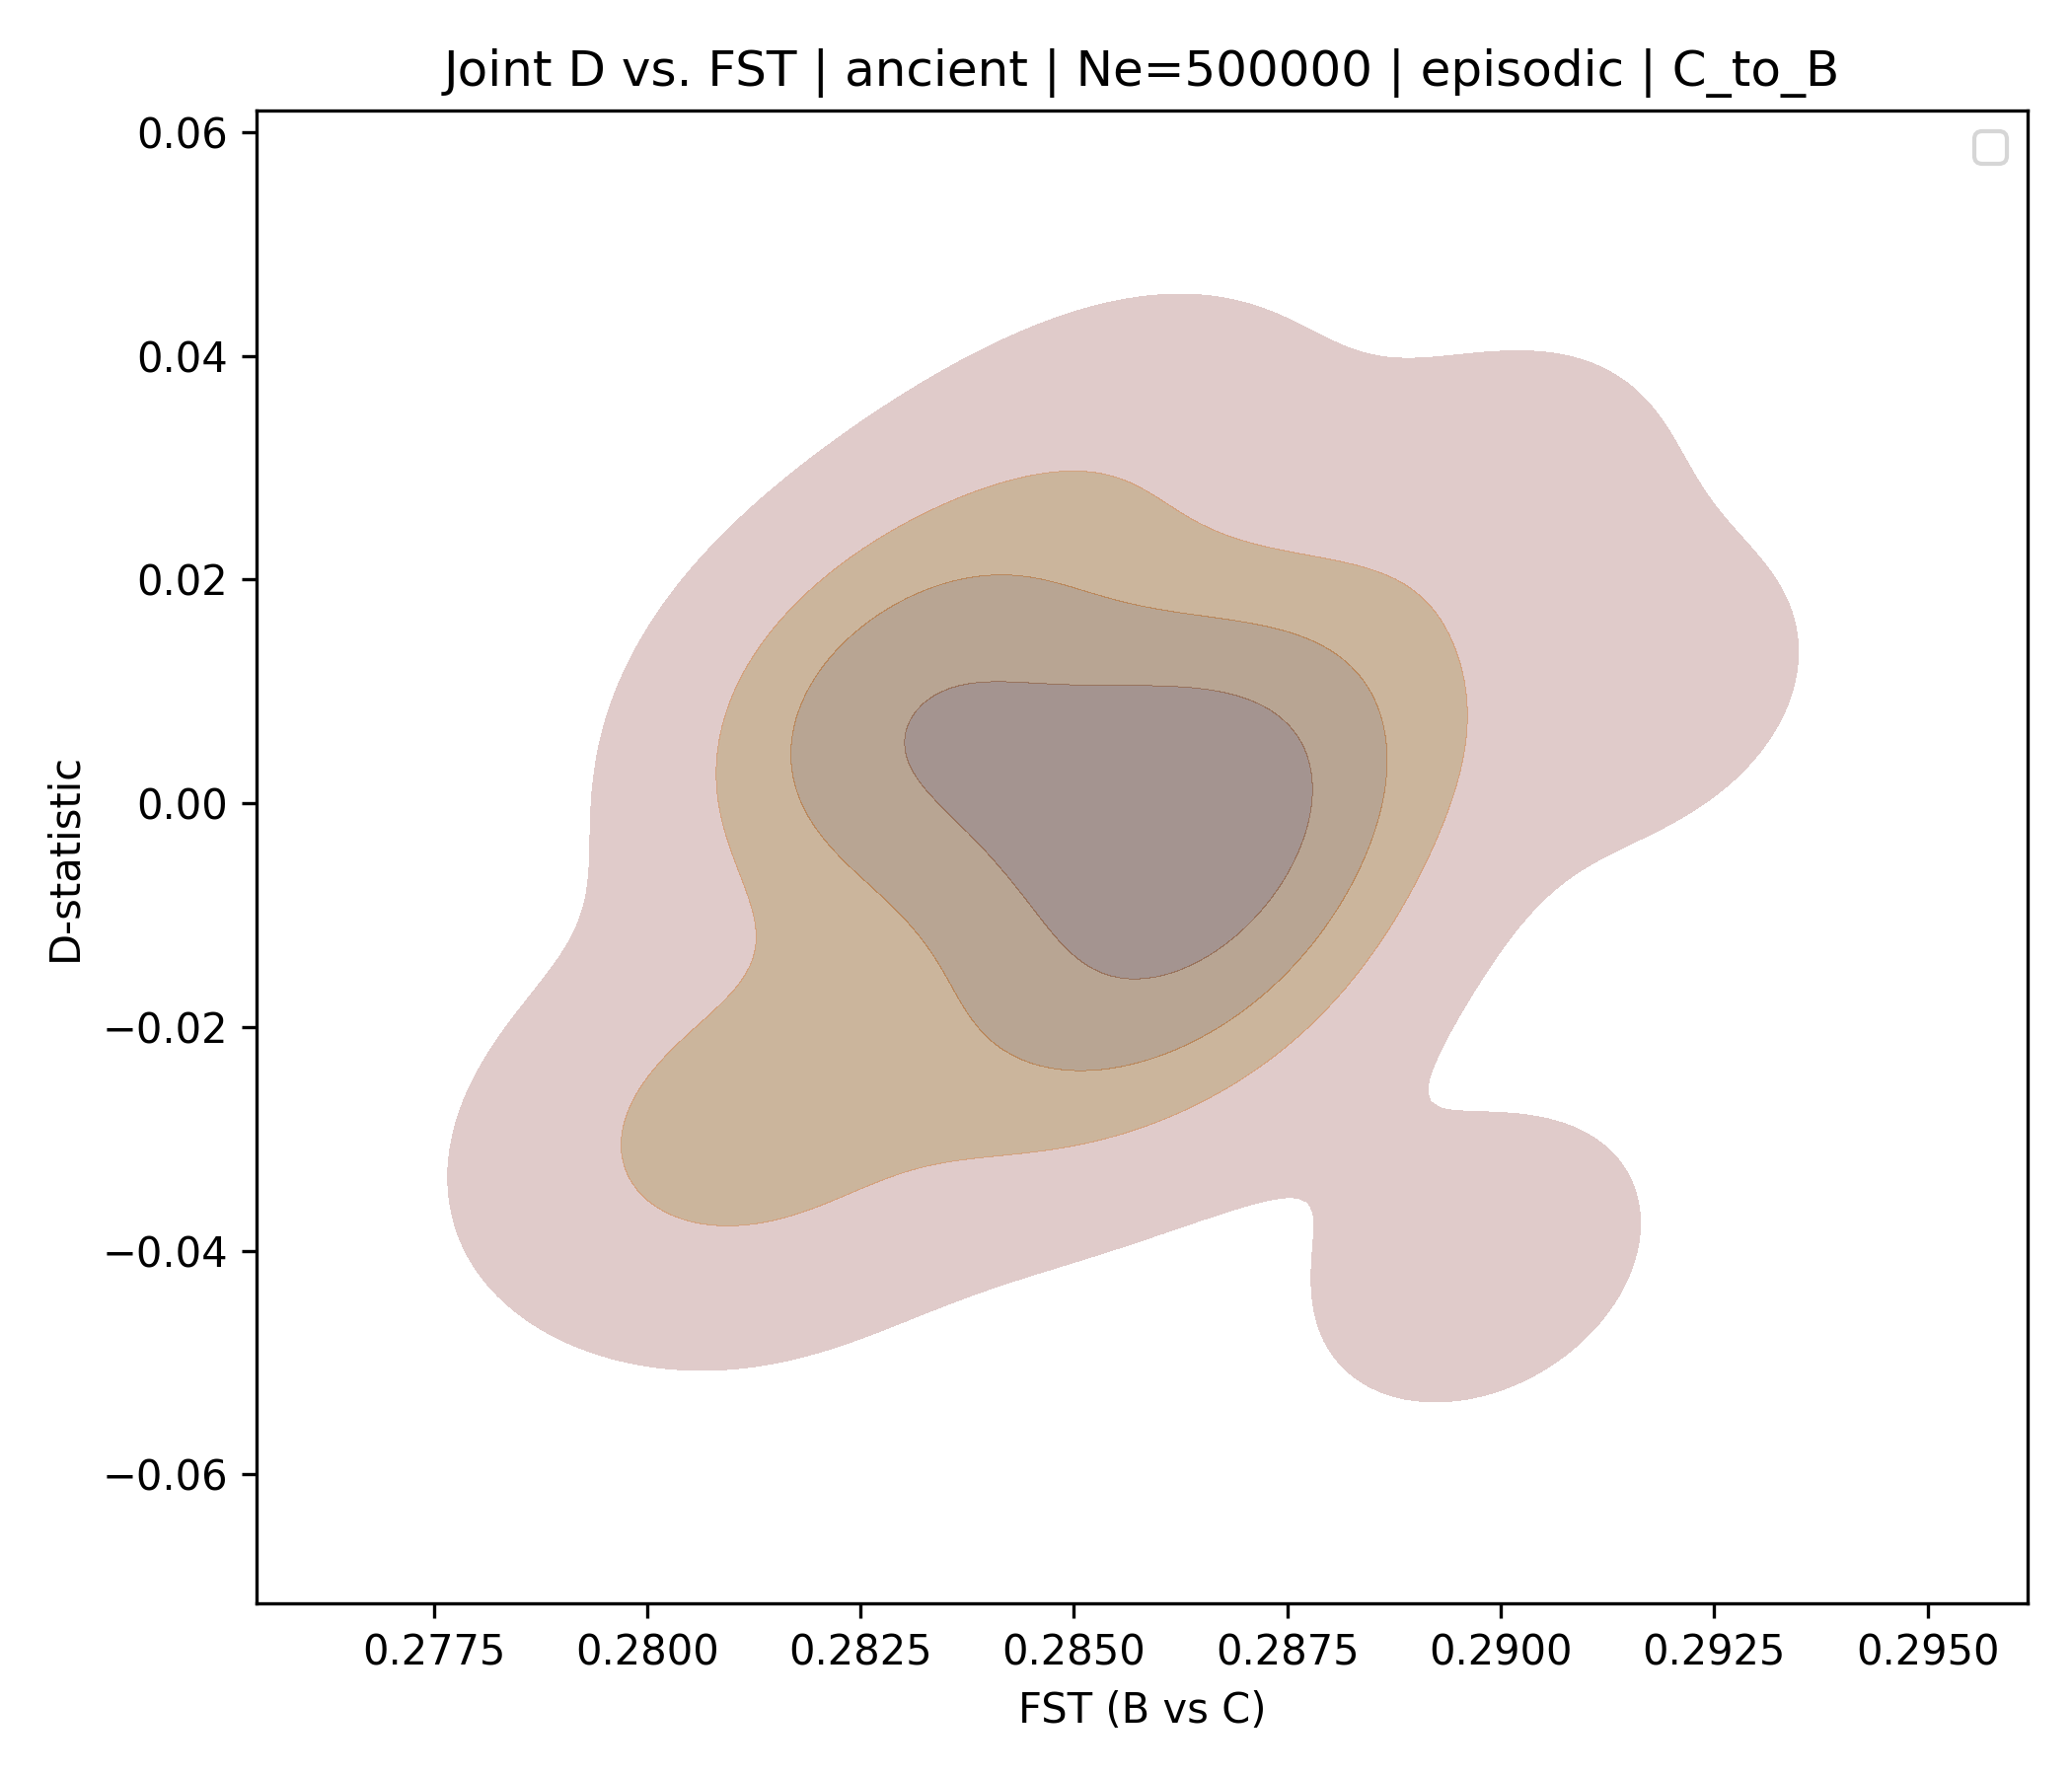 Joint D vs. FST | ancient | Ne=500000 | episodic | C_to_B
0.06
0.04
0.02
0.00
−0.02
−0.04
−0.06
D-statistic
0.2775 0.2800 0.2825 0.2850 0.2875 0.2900 0.2925 0.2950
FST (B vs C)